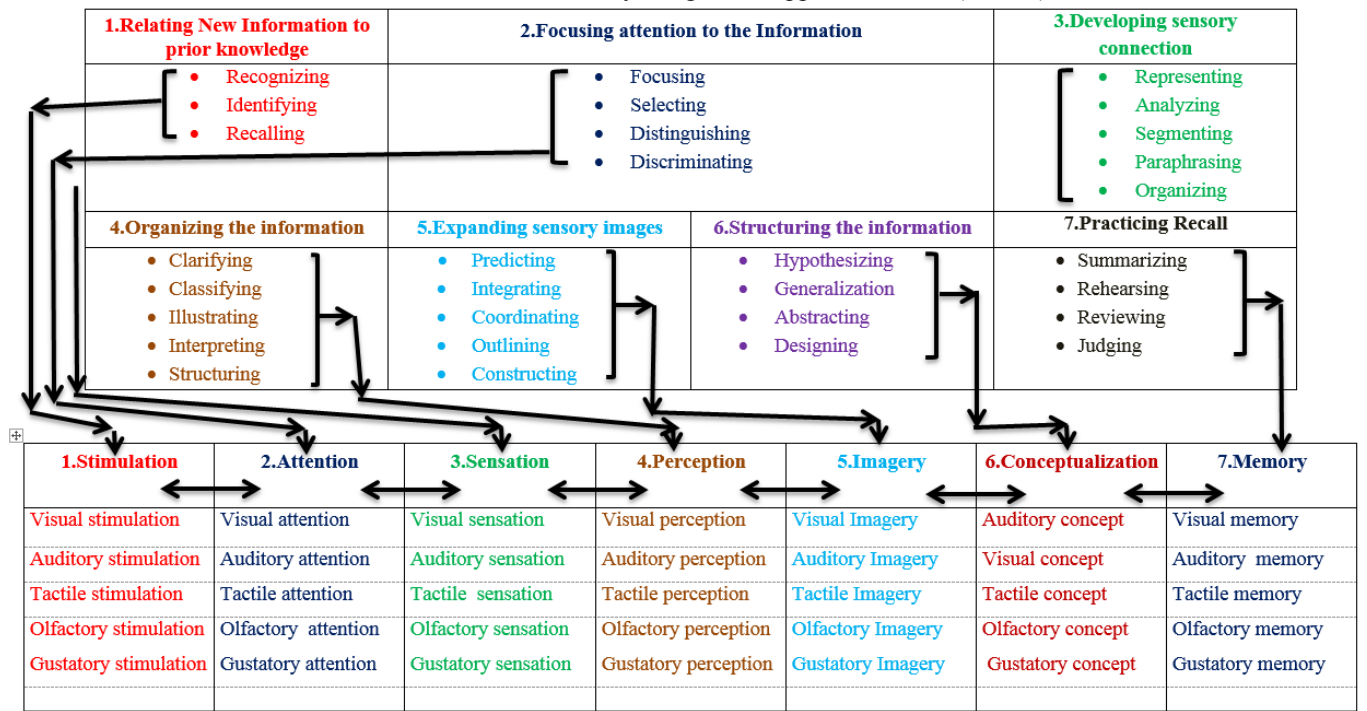 1.Relating New Information to
prior knowledge
2.Focusing attention to the Information
3.Developing sensory
connection
• Recognizing
• Identifying
• Recalling
• Focusing
• Selecting
• Distinguishing
• Discriminating
• Representing
• Analyzing
• Segmenting
• Paraphrasing
• Organizing
4.Organizing the information
5.Expanding sensory images
6.Structuring the information
7.Practicing Recall
• Clarifying
• Classifying
• Illustrating
• Interpreting
• Structuring
• Predicting
• Integrating
• Coordinating
• Outlining
• Constructing
• Hypothesizing
• Generalization
• Abstracting
• Designing
• Summarizing
• Rehearsing
• Reviewing
• Judging
1.Stimulation 2.Attention 3.Sensation 4.Perception 5.Imagery 6.Conceptualization 7.Memory
Visual stimulation Visual attention Visual sensation Visual perception Visual Imagery Auditory concept Visual memory
Auditory stimulation Auditory attention Auditory sensation Auditory perception Auditory Imagery Visual concept Auditory memory
Tactile stimulation Tactile attention Tactile sensation Tactile perception Tactile Imagery Tactile concept Tactile memory
Olfactory stimulation Olfactory attention Olfactory sensation Olfactory perception Olfactory Imagery Olfactory concept Olfactory memory
Gustatory stimulation Gustatory attention Gustatory sensation Gustatory perception Gustatory Imagery Gustatory concept Gustatory memory